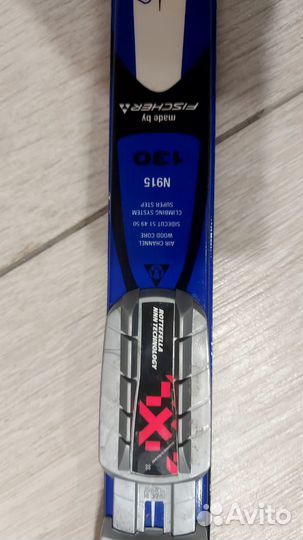 made by
FISCHER
130
N915
SUPER STEP
CLIMBING SYSTEM
SIDECUT 51 49 50
WOOD CORE
AIR CHANNEL
ROTTEFELLA
NNN TECHNOLOGY
X
Avito